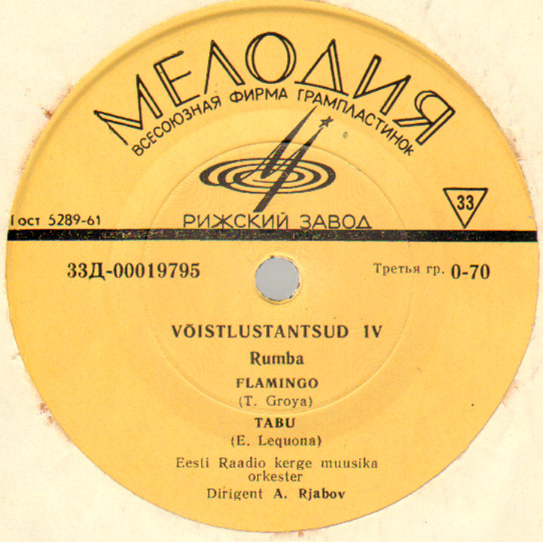 МЕЛОДИЯ
ВСЕСОЮЗНАЯ ФИРМА ГРАМПЛАСТИНОК
33
Гост 5289-61
РИЖСКИЙ ЗАВОД
33Д-00019795
Третья гр. 0-70
VÕISTLUSTANTSUD 1V
Rumba
FLAMINGO
(T. Groya)
TABU
(E. Lequona)
Eesti Raadio kerge muusika
orkester
Dirigent A. Rjabov